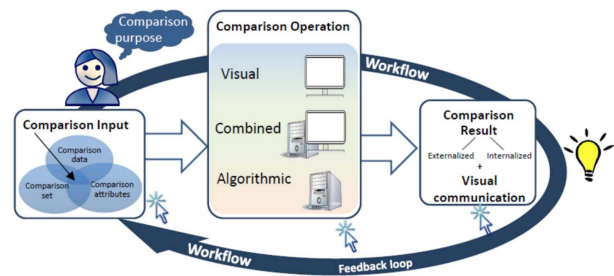 Comparison
purpose
Comparison Operation
Visual
Combined
Algorithmic
Workflow
Comparison Input
Comparison
data
Comparison
set
Comparison
attributes
Comparison
Result
Externalized
Internalized
+
Visual
communication
Workflow
Feedback loop